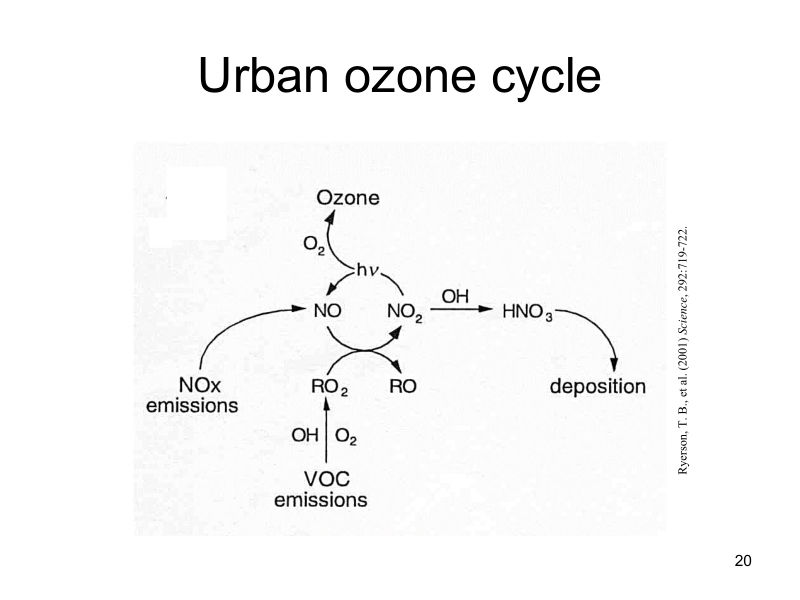 Urban ozone cycle
Ozone
O₂
hν
NO
NO₂
OH
HNO₃
NOx
emissions
RO₂
RO
deposition
OH
O₂
VOC
emissions
Ryerson, T. B., et al. (2001) Science, 292:719-722.
20